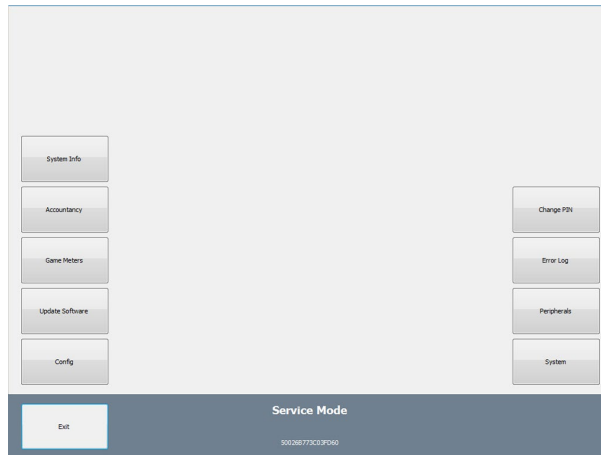 System Info
Accountancy
Change PIN
Game Meters
Error Log
Update Software
Peripherals
Config
System
Exit
Service Mode
50026B773C03FD60